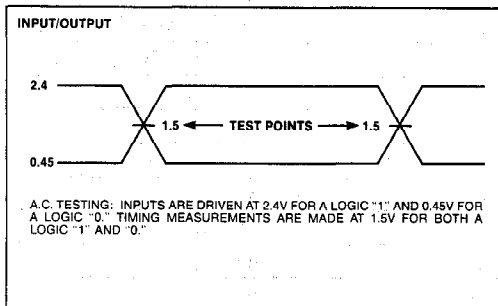 INPUT/OUTPUT
2.4
1.5 TEST POINTS 1.5
0.45
A.C. TESTING: INPUTS ARE DRIVEN AT 2.4V FOR A LOGIC "1" AND 0.45V FOR
A LOGIC "0." TIMING MEASUREMENTS ARE MADE AT 1.5V FOR BOTH A
LOGIC "1" AND "0."